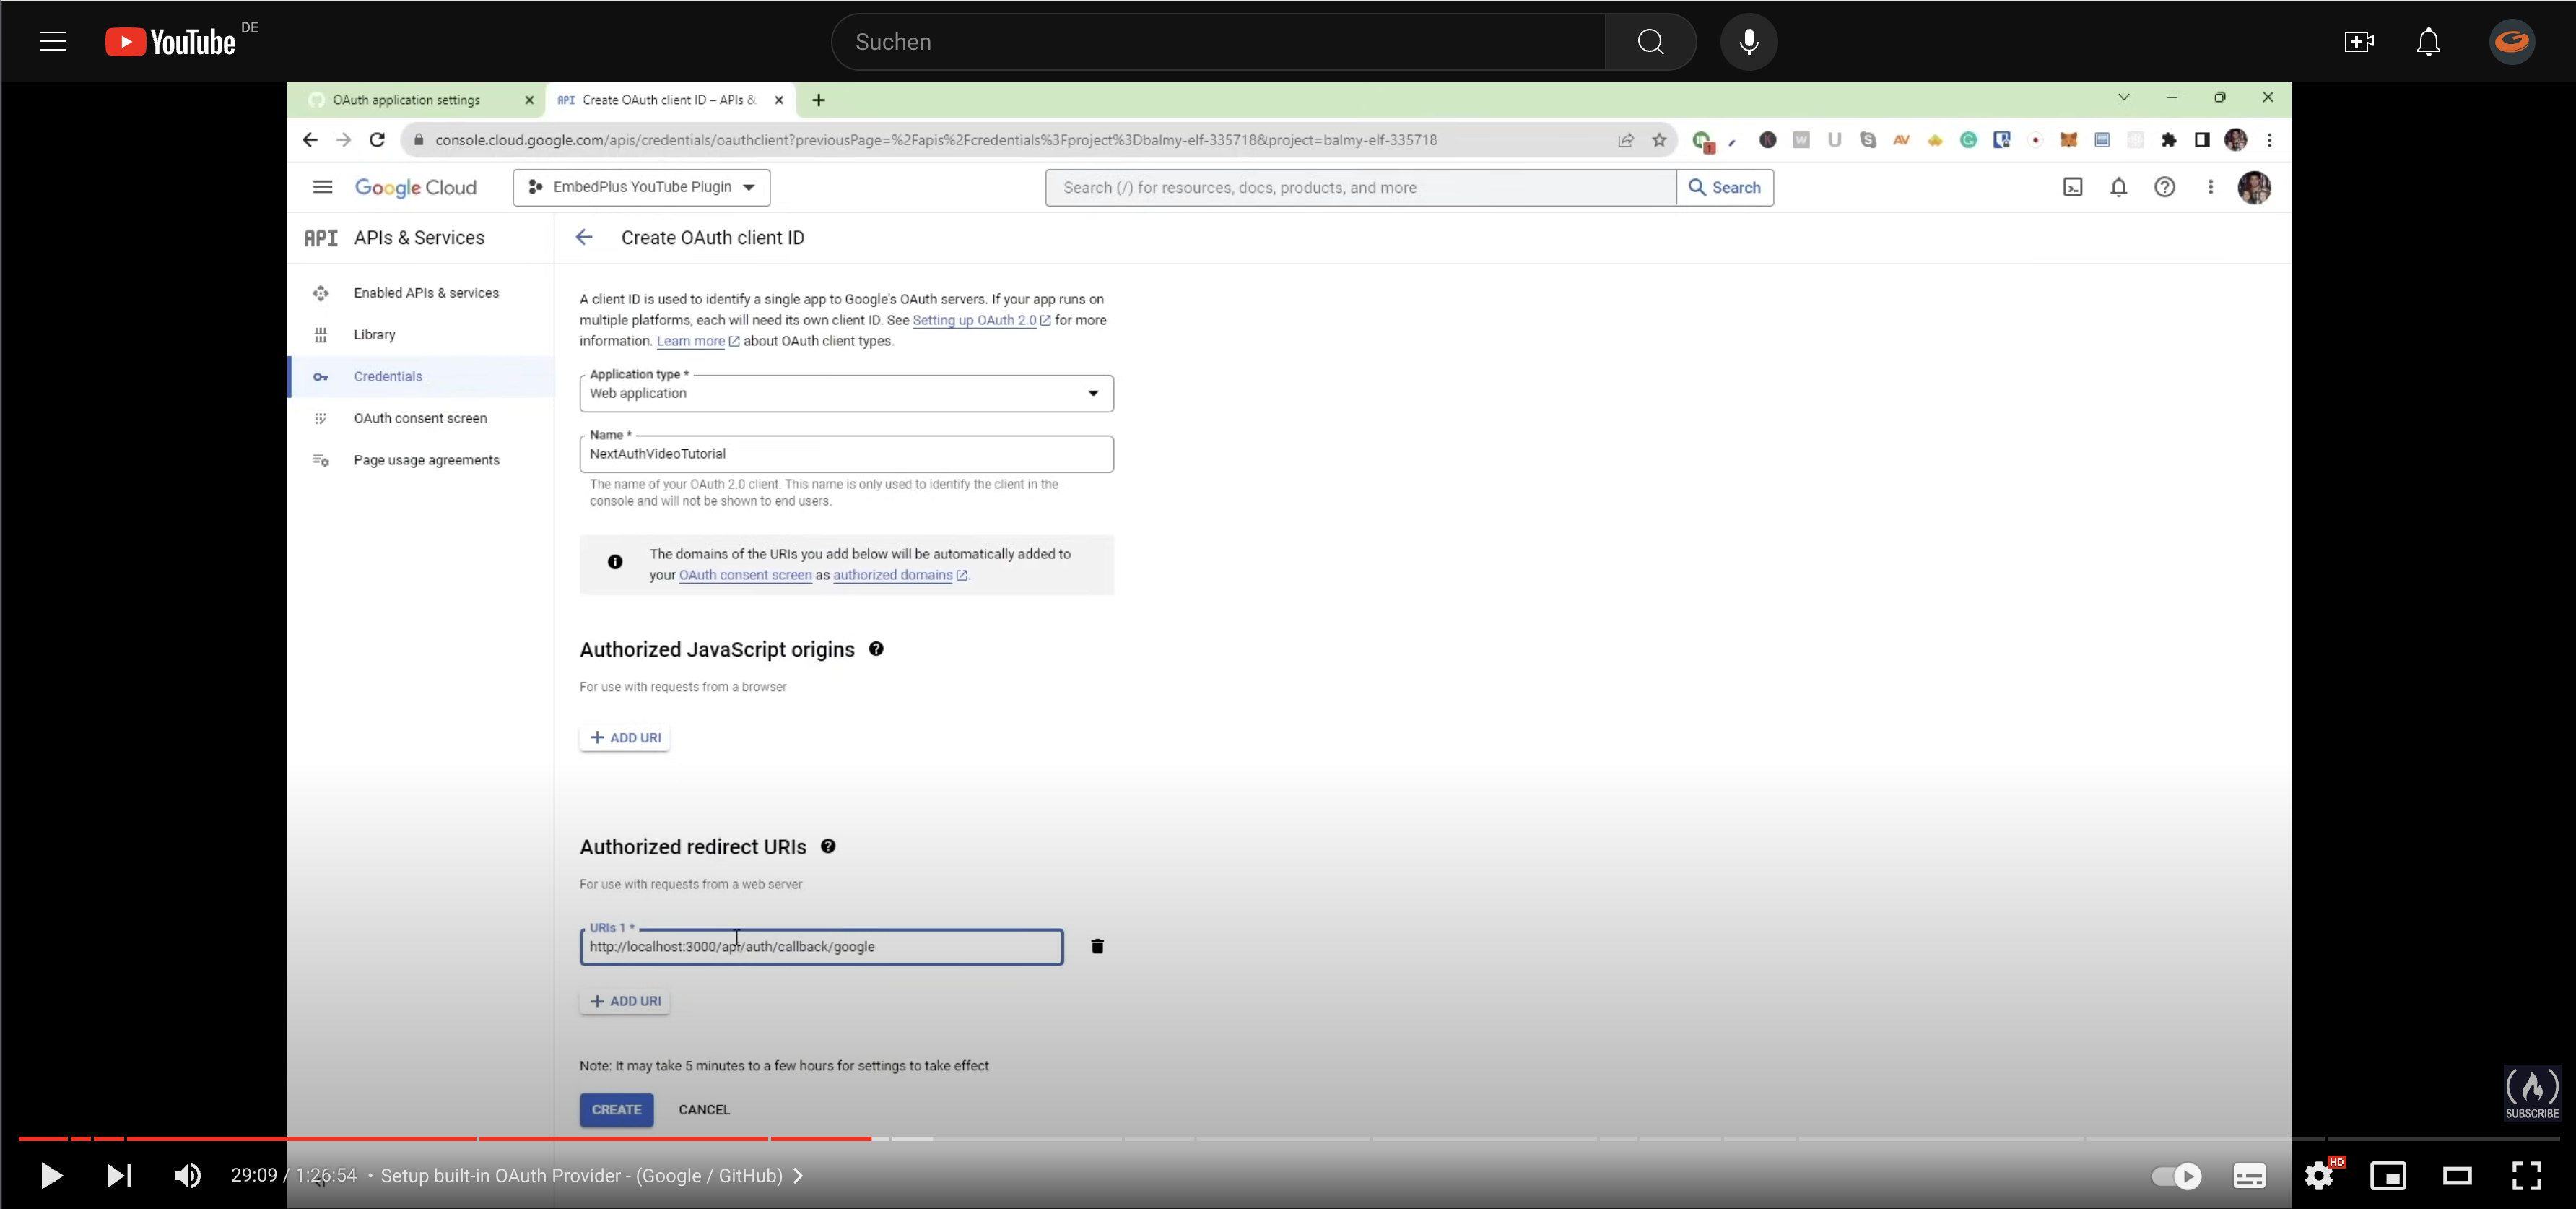 YouTube DE
Suchen
OAuth application settings
API Create OAuth client ID – APIs &
console.cloud.google.com/apis/credentials/oauthclient?previousPage=%2Fapis%2Fcredentials%3Fproject%3Dbalmy-elf-335718&project=balmy-elf-335718
Google Cloud
EmbedPlus YouTube Plugin
Search (/) for resources, docs, products, and more
Search
API APIs & Services
Create OAuth client ID
Enabled APIs & services
Library
Credentials
OAuth consent screen
Page usage agreements
A client ID is used to identify a single app to Google's OAuth servers. If your app runs on
multiple platforms, each will need its own client ID. See Setting up OAuth 2.0 for more
information. Learn more about OAuth client types.
Application type *
Web application
Name *
NextAuthVideoTutorial
The name of your OAuth 2.0 client. This name is only used to identify the client in the
console and will not be shown to end users.
The domains of the URIs you add below will be automatically added to
your OAuth consent screen as authorized domains.
Authorized JavaScript origins
For use with requests from a browser
+ ADD URI
Authorized redirect URIs
For use with requests from a web server
URIs 1 *
http://localhost:3000/api/auth/callback/google
+ ADD URI
Note: It may take 5 minutes to a few hours for settings to take effect
CREATE CANCEL
SUBSCRIBE
29:09 / 1:26:54 • Setup built-in OAuth Provider - (Google / GitHub)
HD